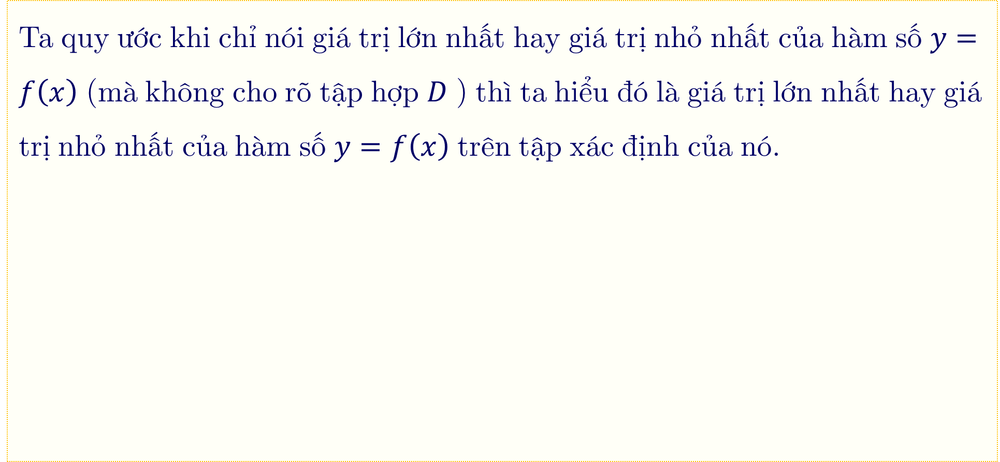 Ta quy ước khi chỉ nói giá trị lớn nhất hay giá trị nhỏ nhất của hàm số y =
f(x) (mà không cho rõ tập hợp D ) thì ta hiểu đó là giá trị lớn nhất hay giá
trị nhỏ nhất của hàm số y = f(x) trên tập xác định của nó.